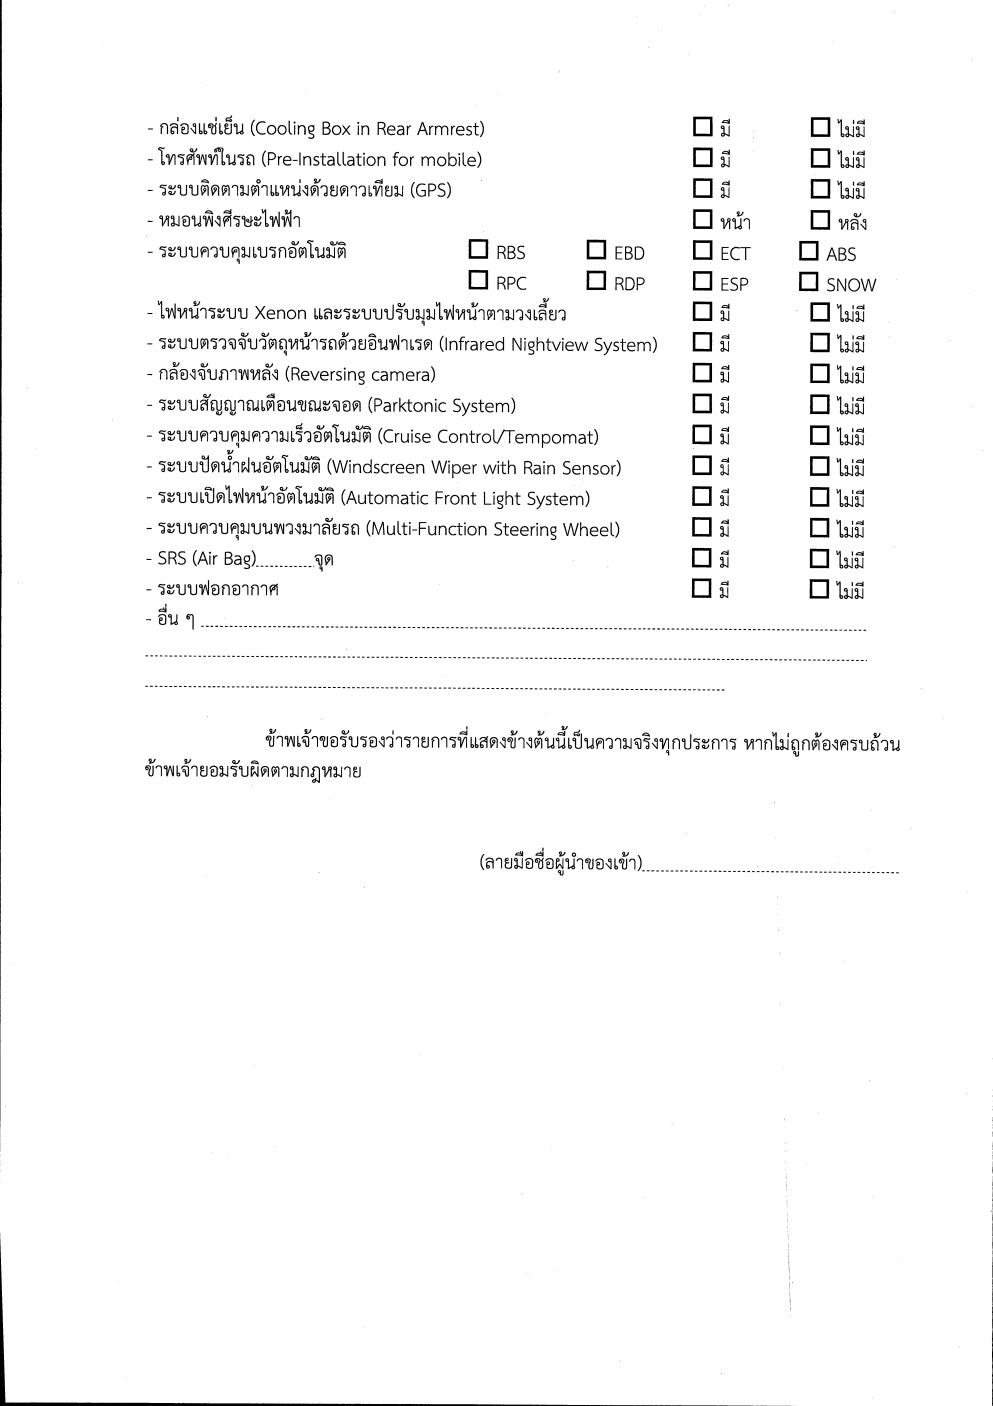 - กล่องแช่เย็น (Cooling Box in Rear Armrest) ☐ มี ☐ ไม่มี
- โทรศัพท์ในรถ (Pre-Installation for mobile) ☐ มี ☐ ไม่มี
- ระบบติดตามตำแหน่งด้วยดาวเทียม (GPS) ☐ มี ☐ ไม่มี
- หมอนพิงศีรษะไฟฟ้า ☐ หน้า ☐ หลัง
- ระบบควบคุมเบรกอัตโนมัติ ☐ RBS ☐ EBD ☐ ECT ☐ ABS
☐ RPC ☐ RDP ☐ ESP ☐ SNOW
- ไฟหน้าระบบ Xenon และระบบปรับมุมไฟหน้าตามวงเลี้ยว ☐ มี ☐ ไม่มี
- ระบบตรวจจับวัตถุหน้ารถด้วยอินฟาเรด (Infrared Nightview System) ☐ มี ☐ ไม่มี
- กล้องจับภาพหลัง (Reversing camera) ☐ มี ☐ ไม่มี
- ระบบสัญญาณเตือนขณะจอด (Parktonic System) ☐ มี ☐ ไม่มี
- ระบบควบคุมความเร็วอัตโนมัติ (Cruise Control/Tempomat) ☐ มี ☐ ไม่มี
- ระบบปัดน้ำฝนอัตโนมัติ (Windscreen Wiper with Rain Sensor) ☐ มี ☐ ไม่มี
- ระบบเปิดไฟหน้าอัตโนมัติ (Automatic Front Light System) ☐ มี ☐ ไม่มี
- ระบบควบคุมบนพวงมาลัยรถ (Multi-Function Steering Wheel) ☐ มี ☐ ไม่มี
- SRS (Air Bag)............จุด ☐ มี ☐ ไม่มี
- ระบบฟอกอากาศ ☐ มี ☐ ไม่มี
- อื่น ๆ
ข้าพเจ้าขอรับรองว่ารายการที่แสดงข้างต้นนี้เป็นความจริงทุกประการ หากไม่ถูกต้องครบถ้วน
ข้าพเจ้ายอมรับผิดตามกฎหมาย
(ลายมือชื่อผู้นำของเข้า)